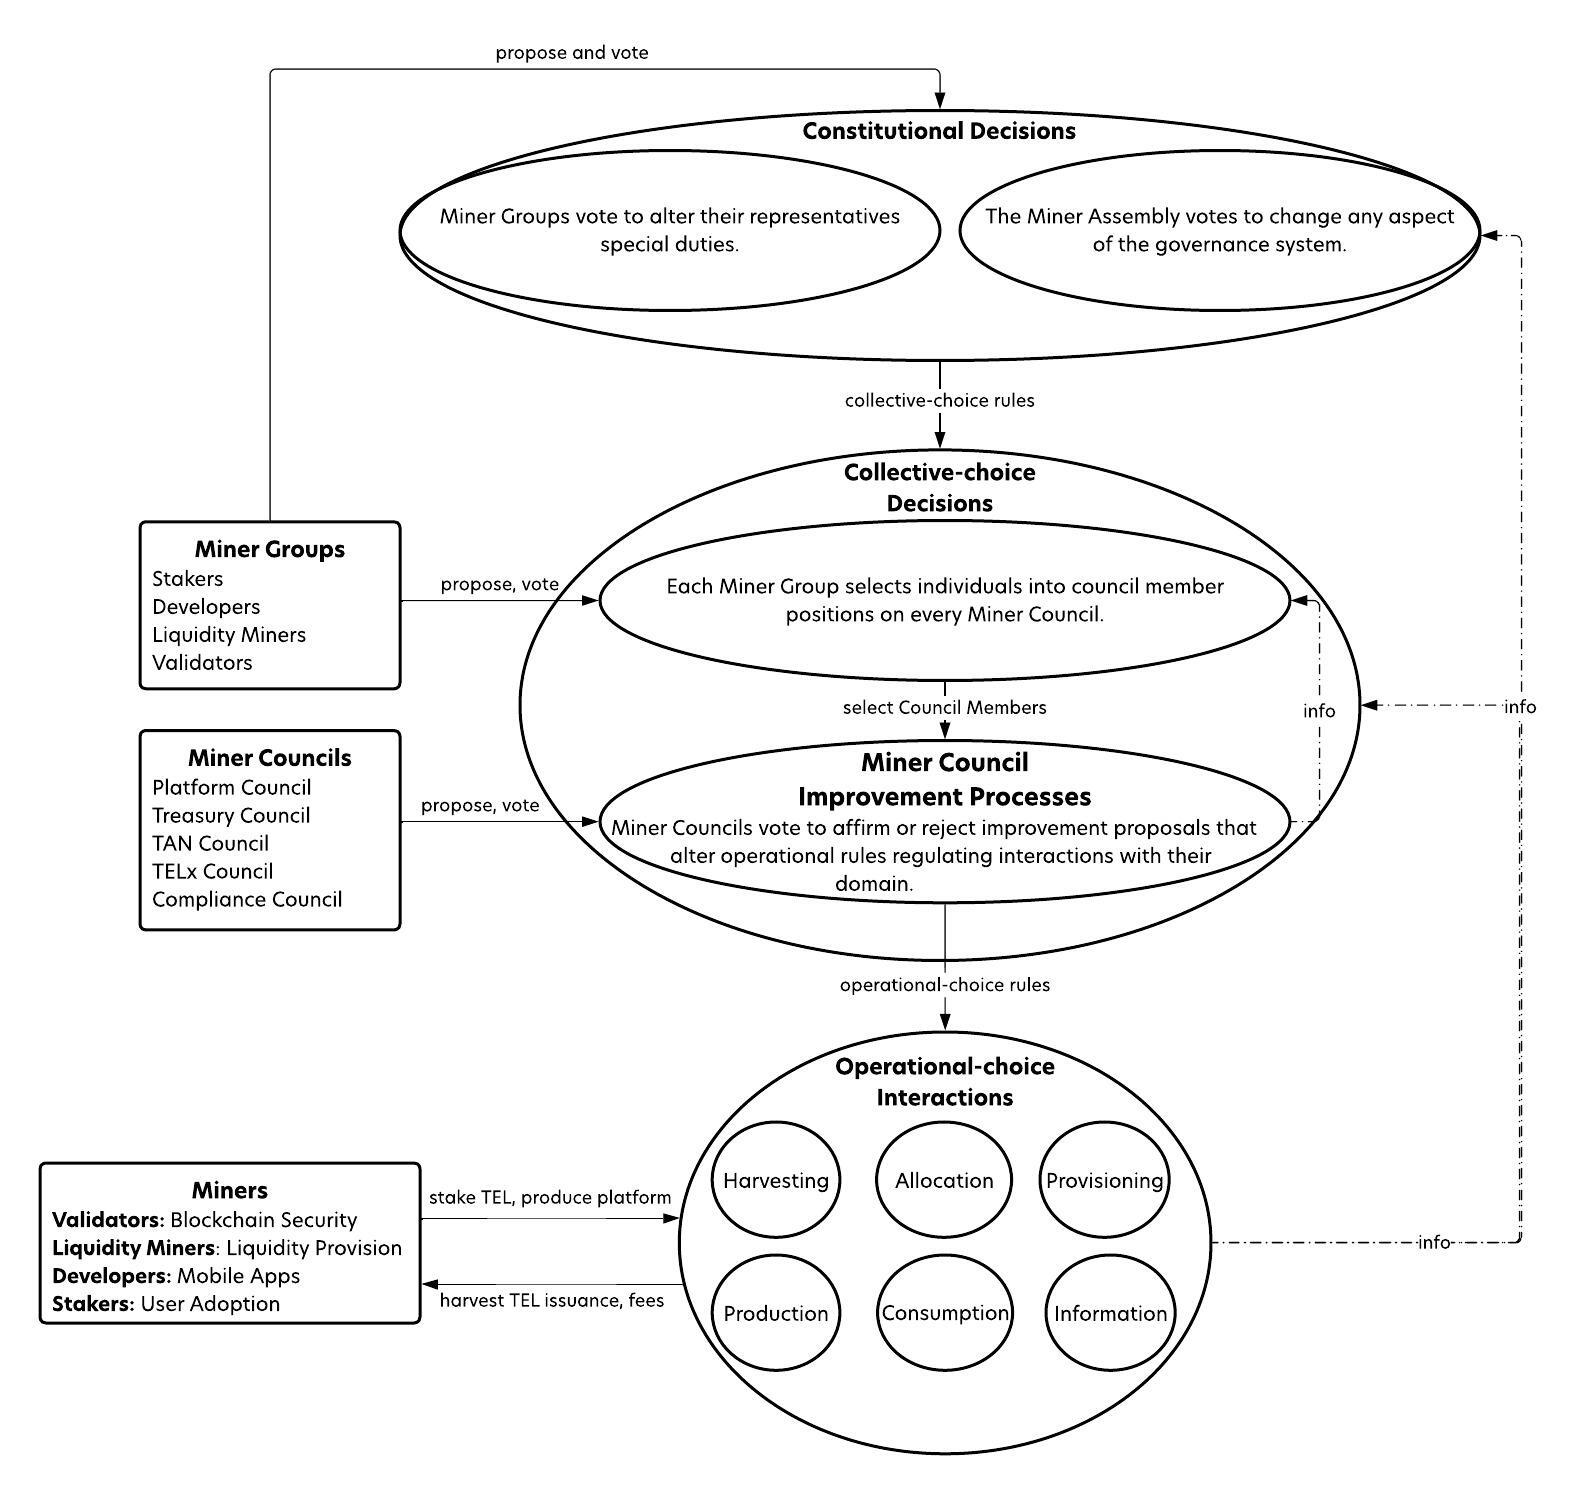 propose and vote
Constitutional Decisions
Miner Groups vote to alter their representatives
special duties.
The Miner Assembly votes to change any aspect
of the governance system.
collective-choice rules
Collective-choice
Decisions
Miner Groups
Stakers
Developers
Liquidity Miners
Validators
propose, vote
Each Miner Group selects individuals into council member
positions on every Miner Council.
select Council Members
info
info
Miner Councils
Platform Council
Treasury Council
TAN Council
TELx Council
Compliance Council
propose, vote
Miner Council
Improvement Processes
Miner Councils vote to affirm or reject improvement proposals that
alter operational rules regulating interactions with their
domain.
operational-choice rules
Operational-choice
Interactions
Miners
Validators: Blockchain Security
Liquidity Miners: Liquidity Provision
Developers: Mobile Apps
Stakers: User Adoption
stake TEL, produce platform
harvest TEL issuance, fees
Harvesting
Allocation
Provisioning
info
Production
Consumption
Information